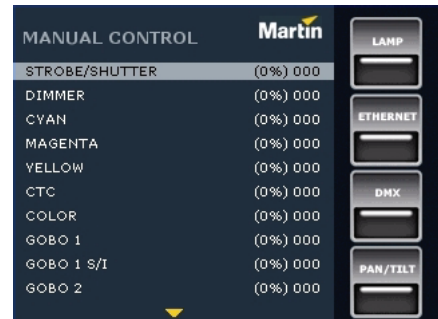 MANUAL CONTROL
Martin
STROBE/SHUTTER (0%) 000
DIMMER (0%) 000
CYAN (0%) 000
MAGENTA (0%) 000
YELLOW (0%) 000
CTC (0%) 000
COLOR (0%) 000
GOBO 1 (0%) 000
GOBO 1 S/I (0%) 000
GOBO 2 (0%) 000
LAMP
ETHERNET
DMX
PAN/TILT